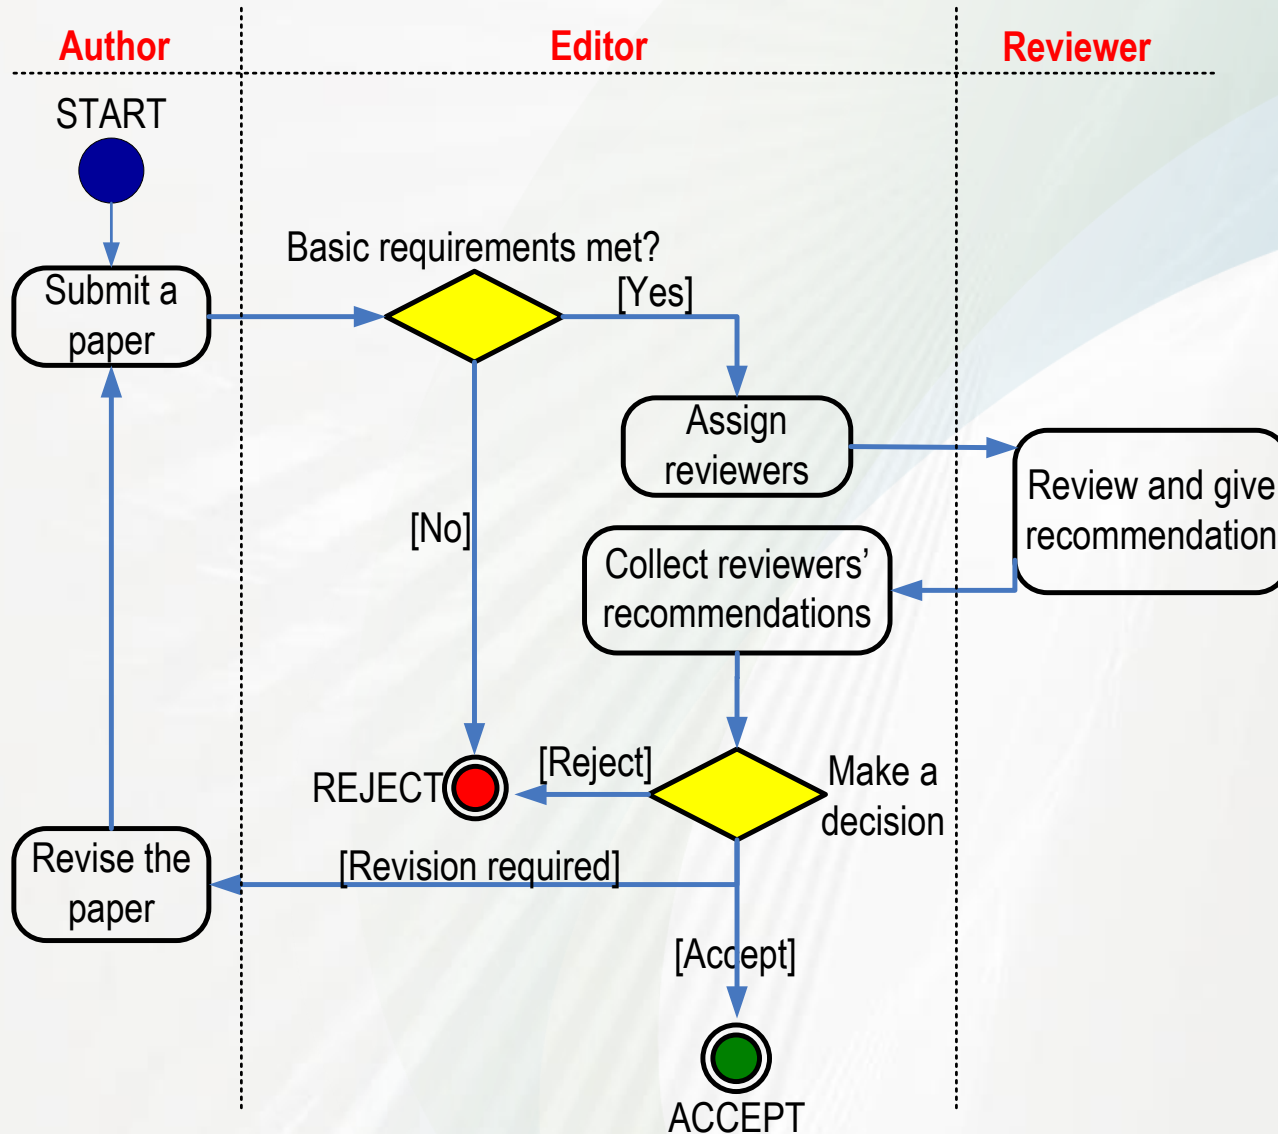 Author
Editor
Reviewer
START
Basic requirements met?
[Yes]
Submit a
paper
Assign
reviewers
Review and give
recommendation
[No]
Collect reviewers’
recommendations
[Reject]
REJECT
Make a
decision
Revise the
paper
[Revision required]
[Accept]
ACCEPT